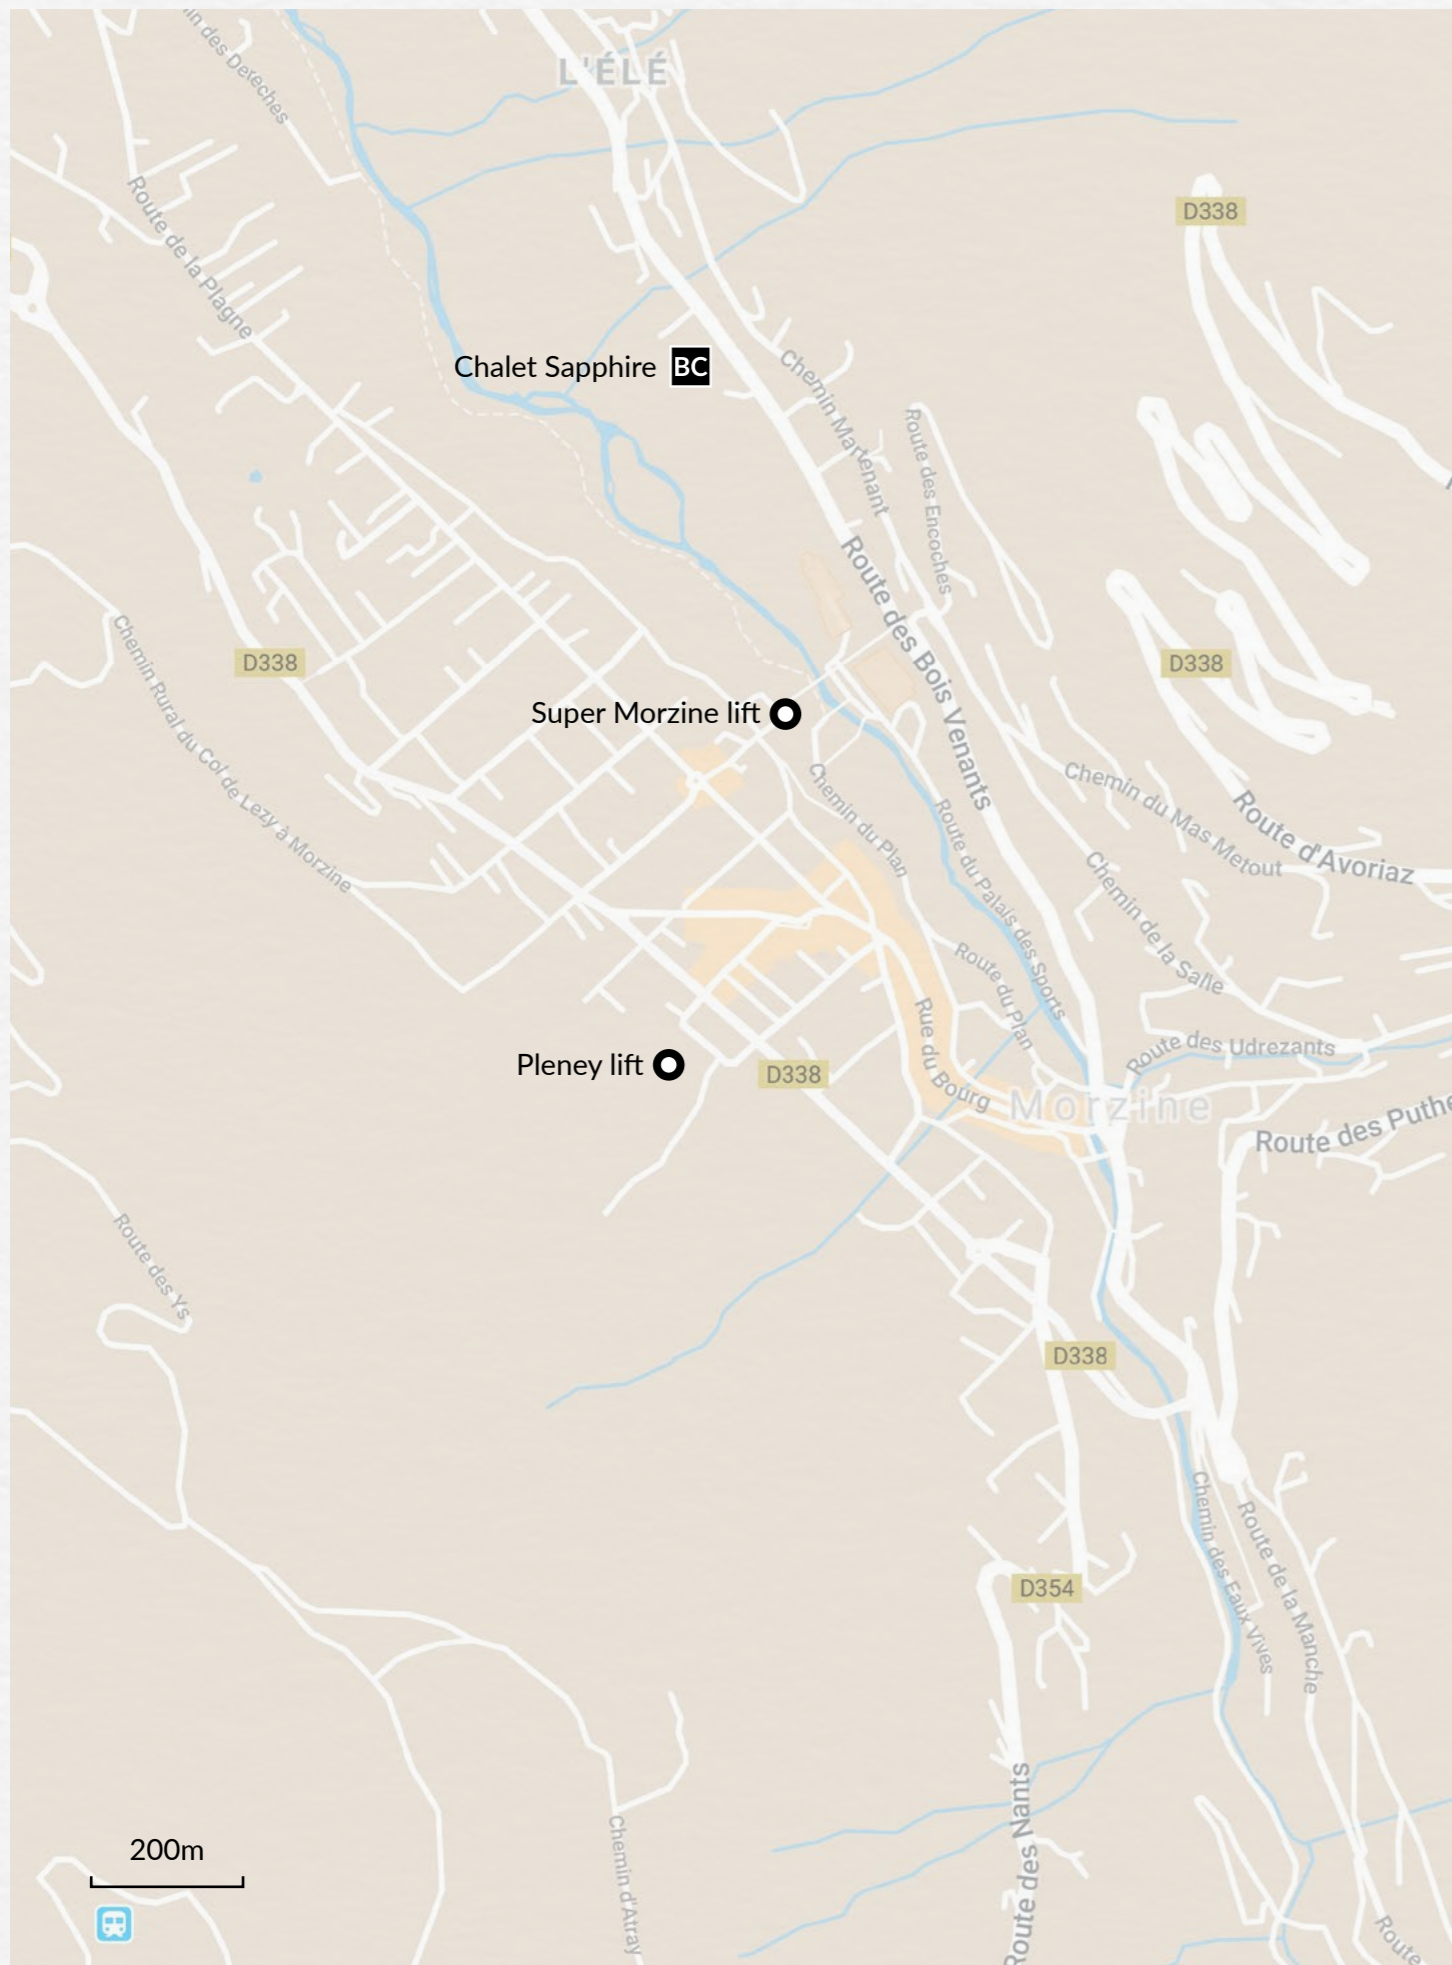 L'ÉLÉ
in des Dereches
D338
Route de la Plagne
Chalet Sapphire BC
Chemin Martenant
Route des Encoches
Route des Bois Venants
Chemin Rural du Col de Lezy à Morzine
D338
D338
Super Morzine lift
Chemin du Plan
Chemin du Mas Metout
Route d'Avoriaz
Route du Palais des Sports
Chemin de la Salle
Route du Plan
Rue du Bourg
Route des Udrezants
Pleney lift
D338
Morzine
Route des Puthe
Route des Ys
D338
Chemin des Eaux Vives
Route de la Manche
D354
Route des Nants
Chemin d'Atray
200m
Route